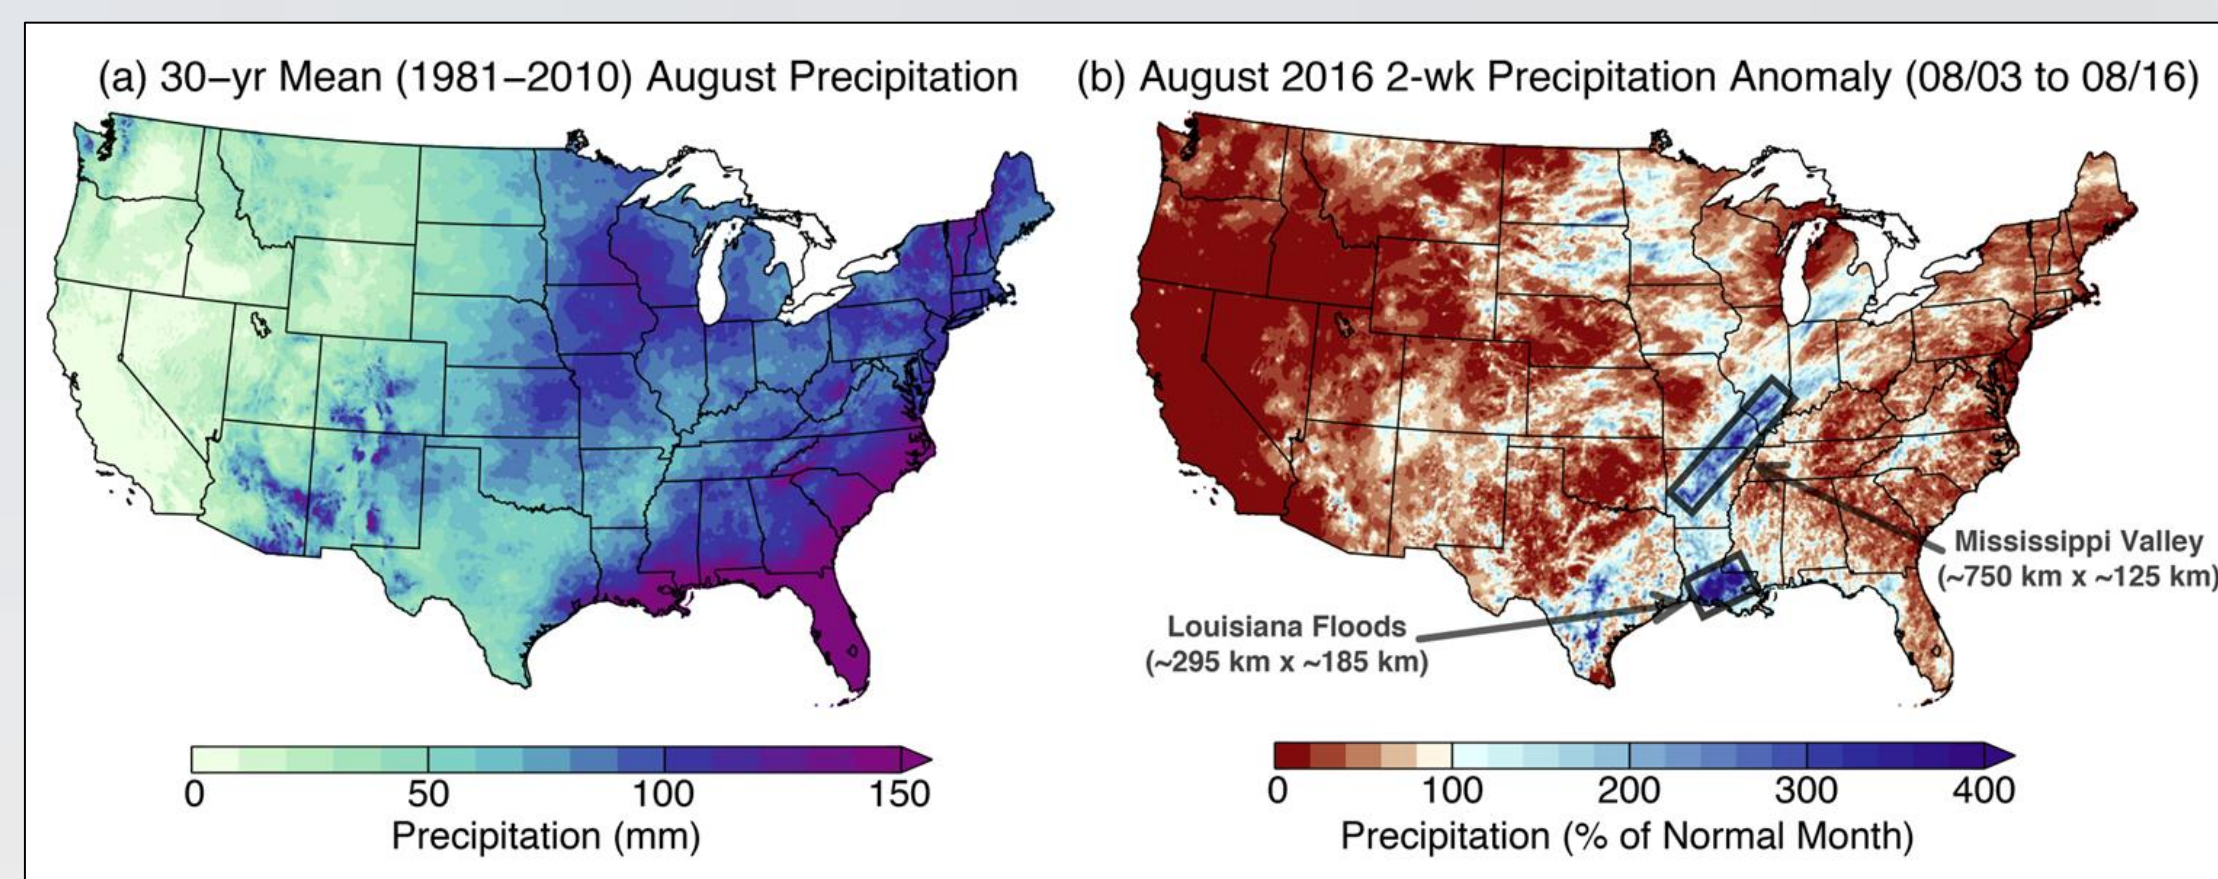 (a) 30−yr Mean (1981−2010) August Precipitation
0 50 100 150
Precipitation (mm)
(b) August 2016 2-wk Precipitation Anomaly (08/03 to 08/16)
Mississippi Valley
(~750 km x ~125 km)
Louisiana Floods
(~295 km x ~185 km)
0 100 200 300 400
Precipitation (% of Normal Month)